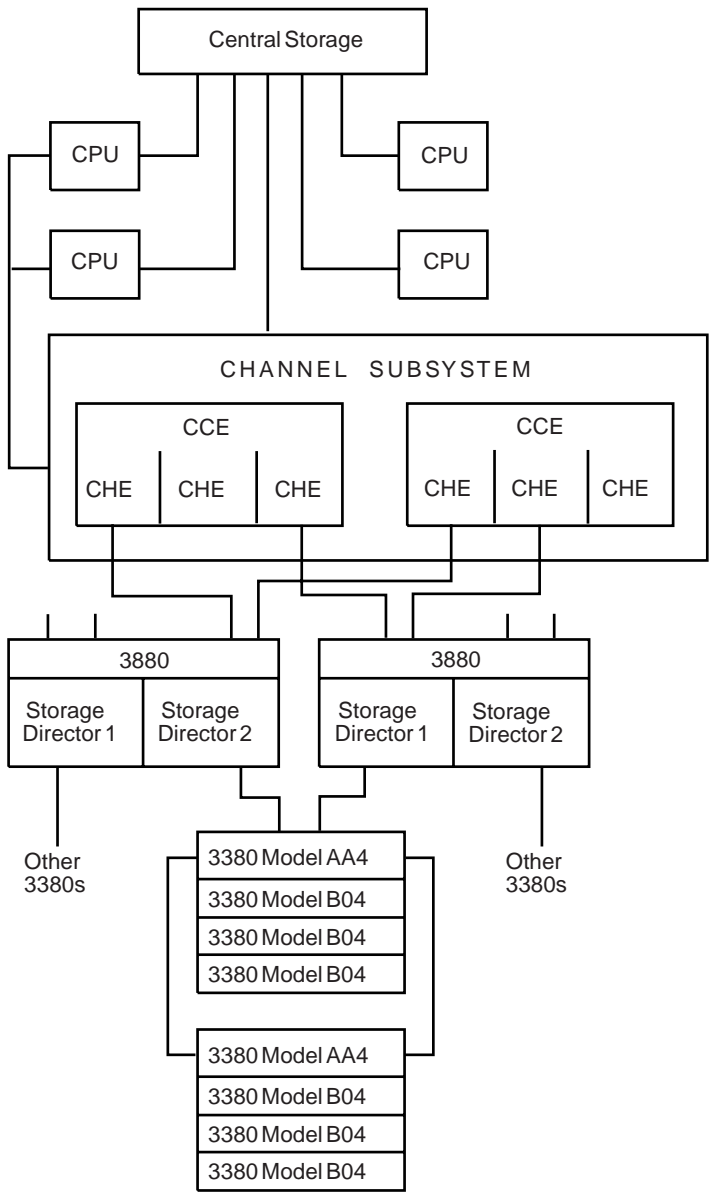 Central Storage
CPU
CPU
CPU
CPU
CHANNEL SUBSYSTEM
CCE
CCE
CHE
CHE
CHE
CHE
CHE
CHE
3880
3880
Storage
Director 1
Storage
Director 2
Storage
Director 1
Storage
Director 2
Other
3380s
Other
3380s
3380 Model AA4
3380 Model B04
3380 Model B04
3380 Model B04
3380 Model AA4
3380 Model B04
3380 Model B04
3380 Model B04